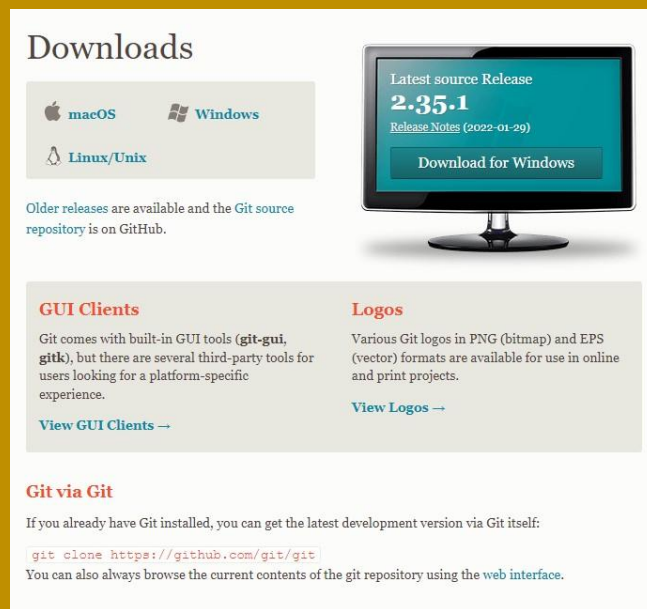 Downloads
macOS
Windows
Linux/Unix
Older releases are available and the Git source
repository is on GitHub.
Latest source Release
2.35.1
Release Notes (2022-01-29)
Download for Windows
GUI Clients
Git comes with built-in GUI tools (git-gui,
gitk), but there are several third-party tools for
users looking for a platform-specific
experience.
View GUI Clients →
Logos
Various Git logos in PNG (bitmap) and EPS
(vector) formats are available for use in online
and print projects.
View Logos →
Git via Git
If you already have Git installed, you can get the latest development version via Git itself:
git clone https://github.com/git/git
You can also always browse the current contents of the git repository using the web interface.